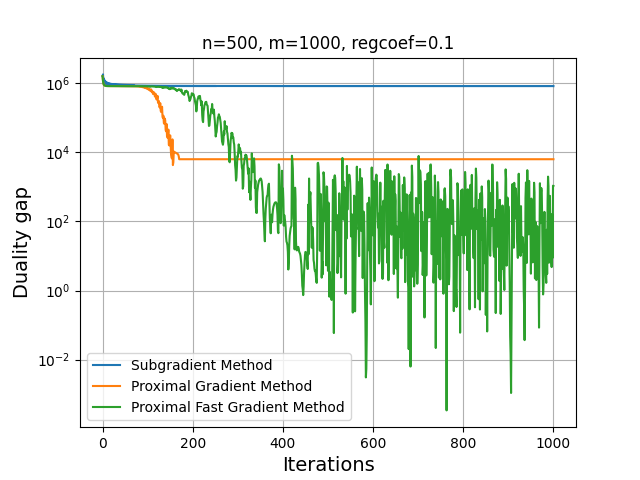 n=500, m=1000, regcoef=0.1
Duality gap
10^6
10^4
10^2
10^0
10^−2
0
200
400
600
800
1000
Iterations
Subgradient Method
Proximal Gradient Method
Proximal Fast Gradient Method